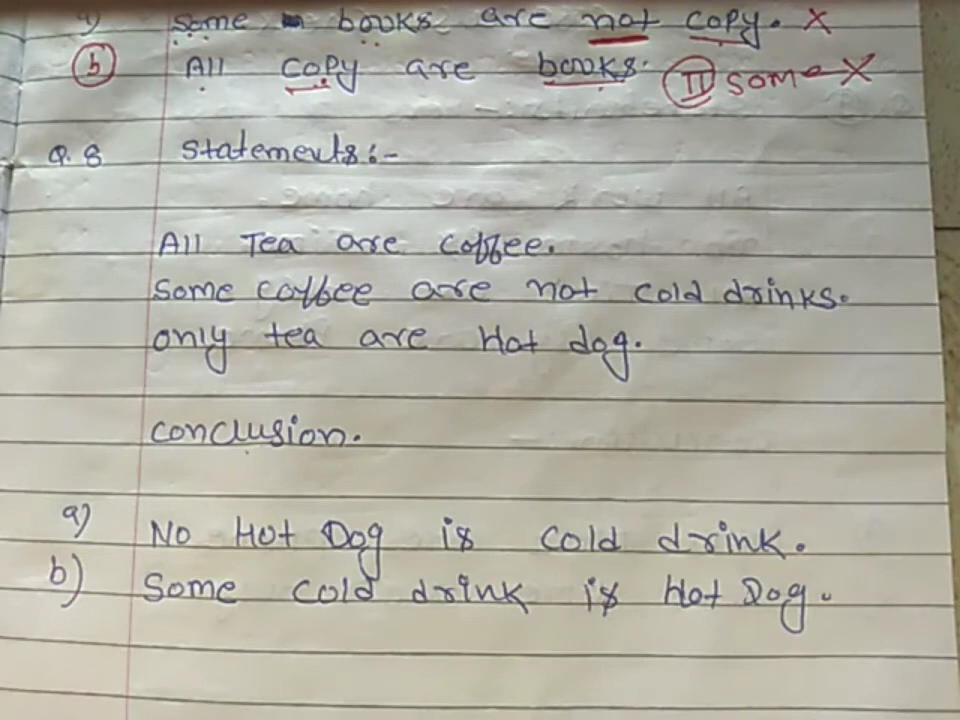 a) Some books are not copy. X
b All copy are books. II some X
Q. 8 Statements:-
All Tea are coffee.
Some coffee are not cold drinks.
only tea are Hot dog.
conclusion.
a) No Hot Dog is cold drink.
b) Some cold drink is Hot Dog.